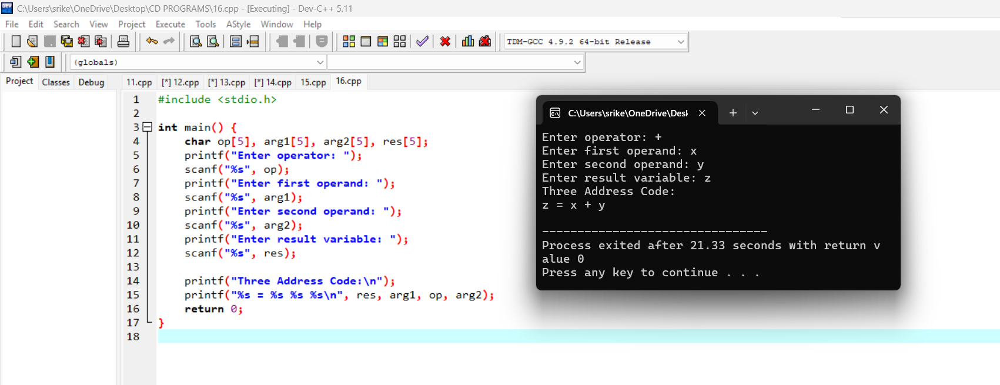 C:\Users\srike\OneDrive\Desktop\CD PROGRAMS\16.cpp - [Executing] - Dev-C++ 5.11
File Edit Search View Project Execute Tools AStyle Window Help
TDM-GCC 4.9.2 64-bit Release
(globals)
Project Classes Debug
11.cpp [*] 12.cpp [*] 13.cpp [*] 14.cpp 15.cpp 16.cpp
1 #include <stdio.h>
2
3 int main() {
4 char op[5], arg1[5], arg2[5], res[5];
5 printf("Enter operator: ");
6 scanf("%s", op);
7 printf("Enter first operand: ");
8 scanf("%s", arg1);
9 printf("Enter second operand: ");
10 scanf("%s", arg2);
11 printf("Enter result variable: ");
12 scanf("%s", res);
13
14 printf("Three Address Code:\n");
15 printf("%s = %s %s %s\n", res, arg1, op, arg2);
16 return 0;
17 }
18
C:\Users\srike\OneDrive\Desk
Enter operator: +
Enter first operand: x
Enter second operand: y
Enter result variable: z
Three Address Code:
z = x + y
--------------------------------
Process exited after 21.33 seconds with return v
alue 0
Press any key to continue . . .